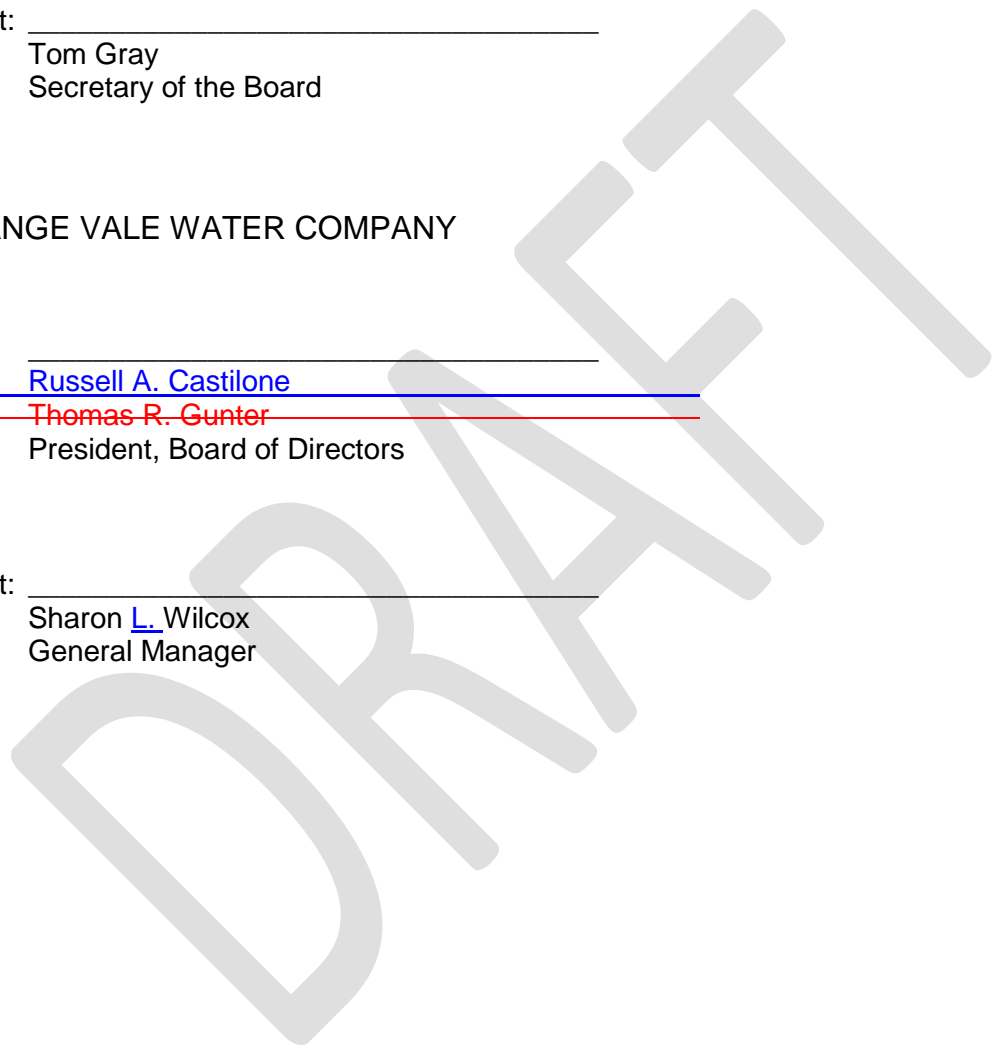 t: ___________________________________
Tom Gray
Secretary of the Board
ANGE VALE WATER COMPANY
___________________________________
Russell A. Castilone
Thomas R. Gunter
President, Board of Directors
t: ___________________________________
Sharon L. Wilcox
General Manager
DRAFT